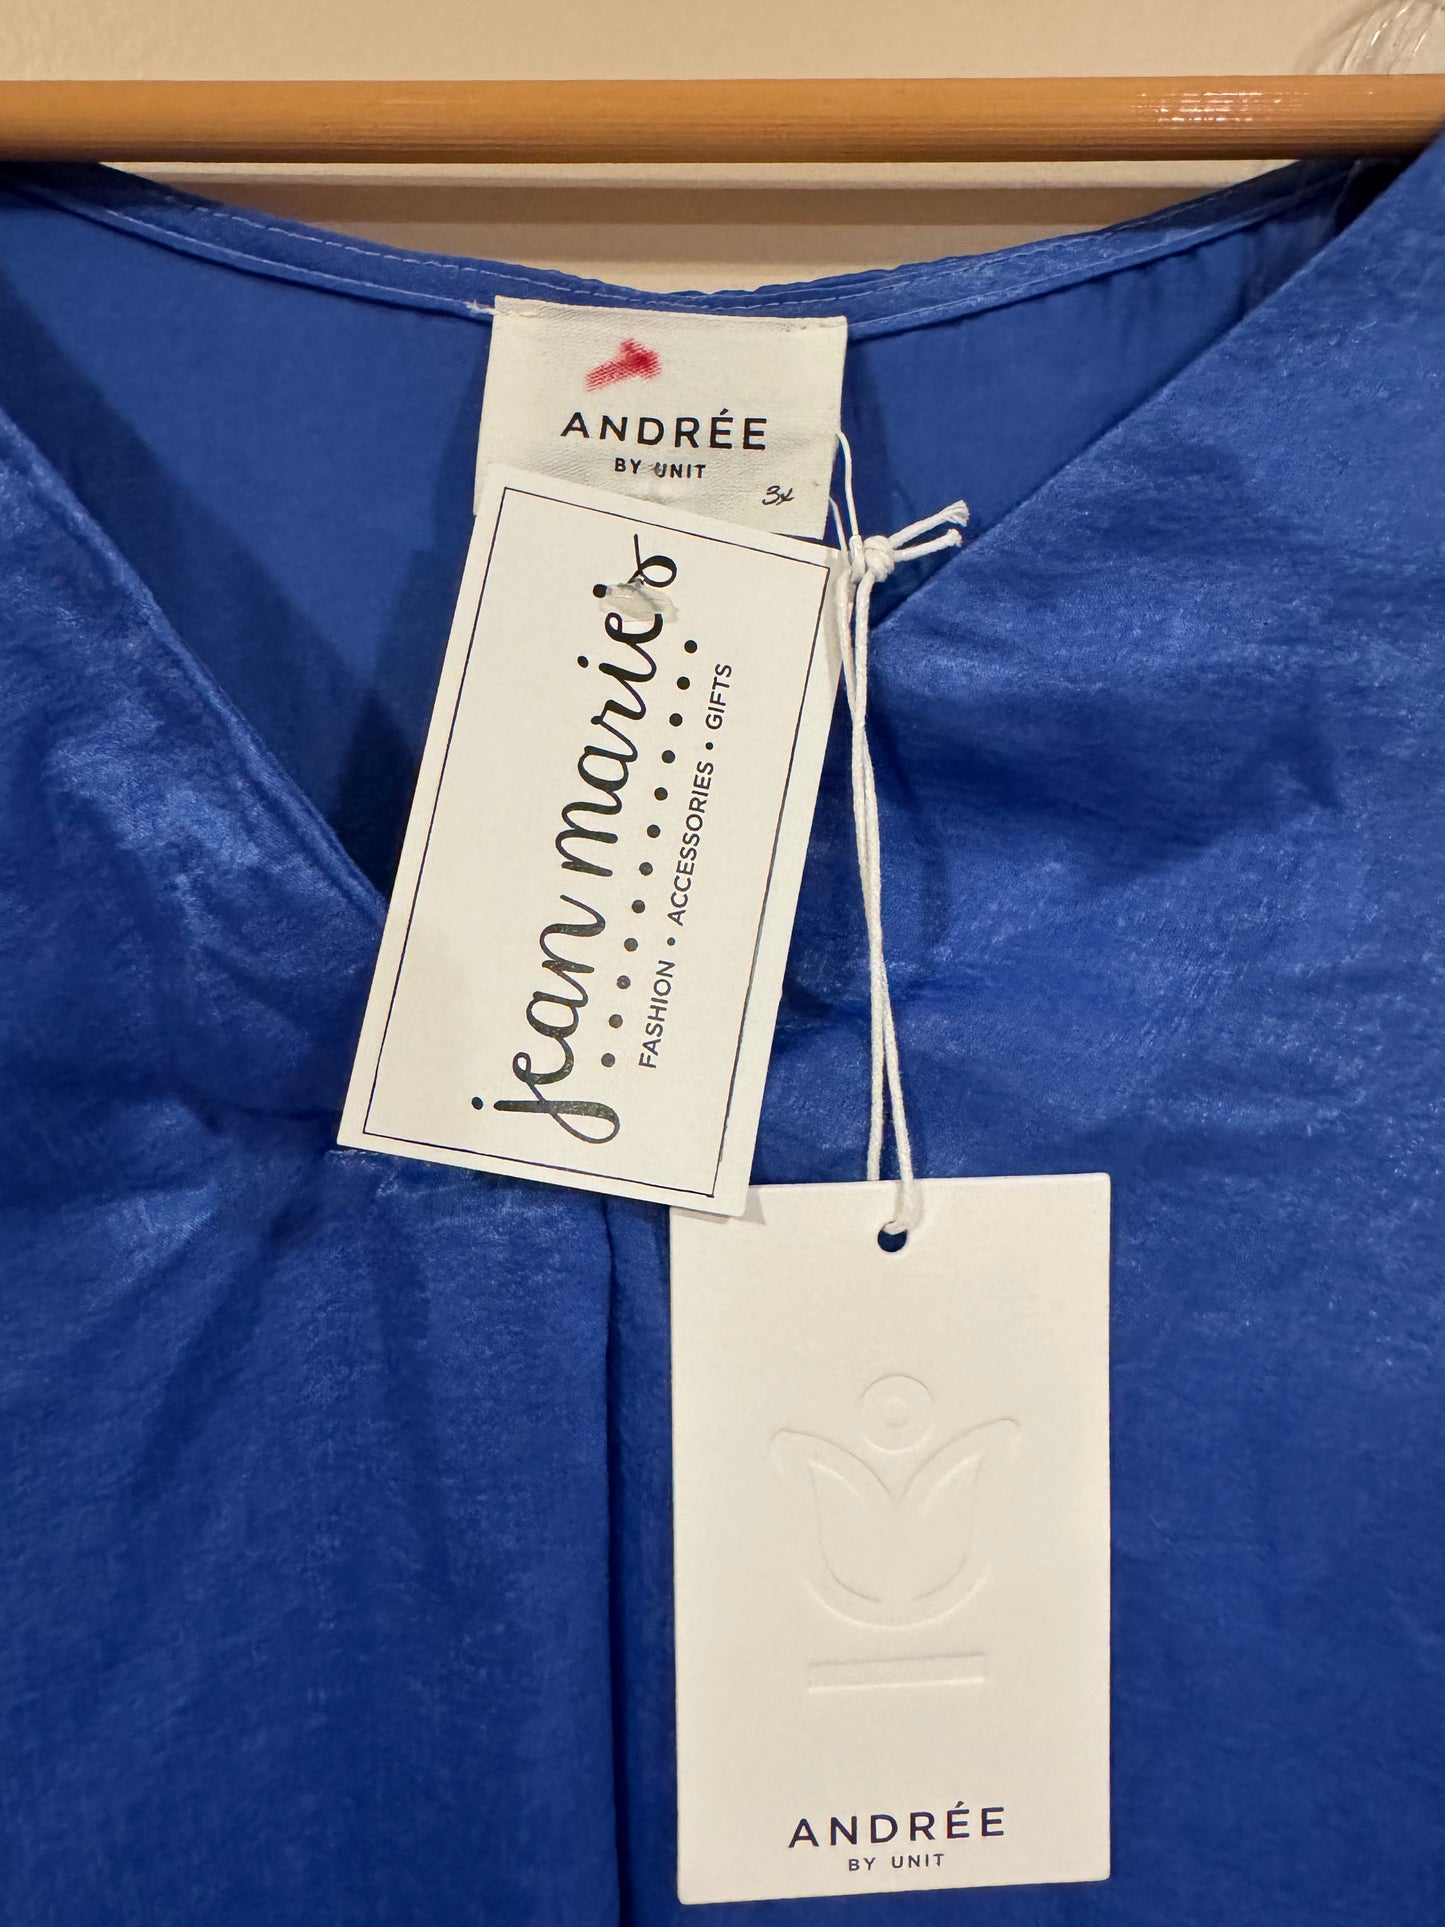 ANDRÉE
BY UNIT
3x
jean marie's
FASHION • ACCESSORIES • GIFTS
ANDRÉE
BY UNIT